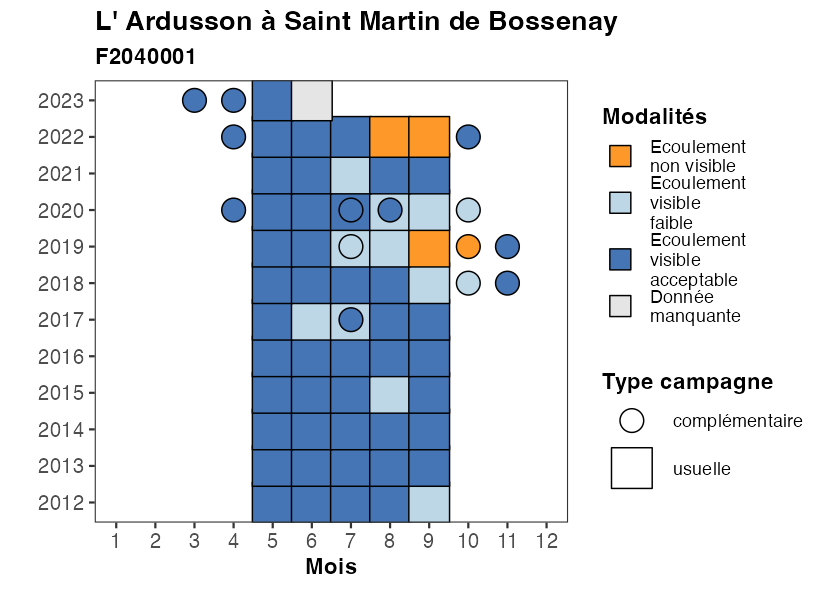 L' Ardusson à Saint Martin de Bossenay
F2040001
2023
2022
2021
2020
2019
2018
2017
2016
2015
2014
2013
2012
1 2 3 4 5 6 7 8 9 10 11 12
Mois
Modalités
Ecoulement
non visible
Ecoulement
visible
faible
Ecoulement
visible
acceptable
Donnée
manquante
Type campagne
complémentaire
usuelle